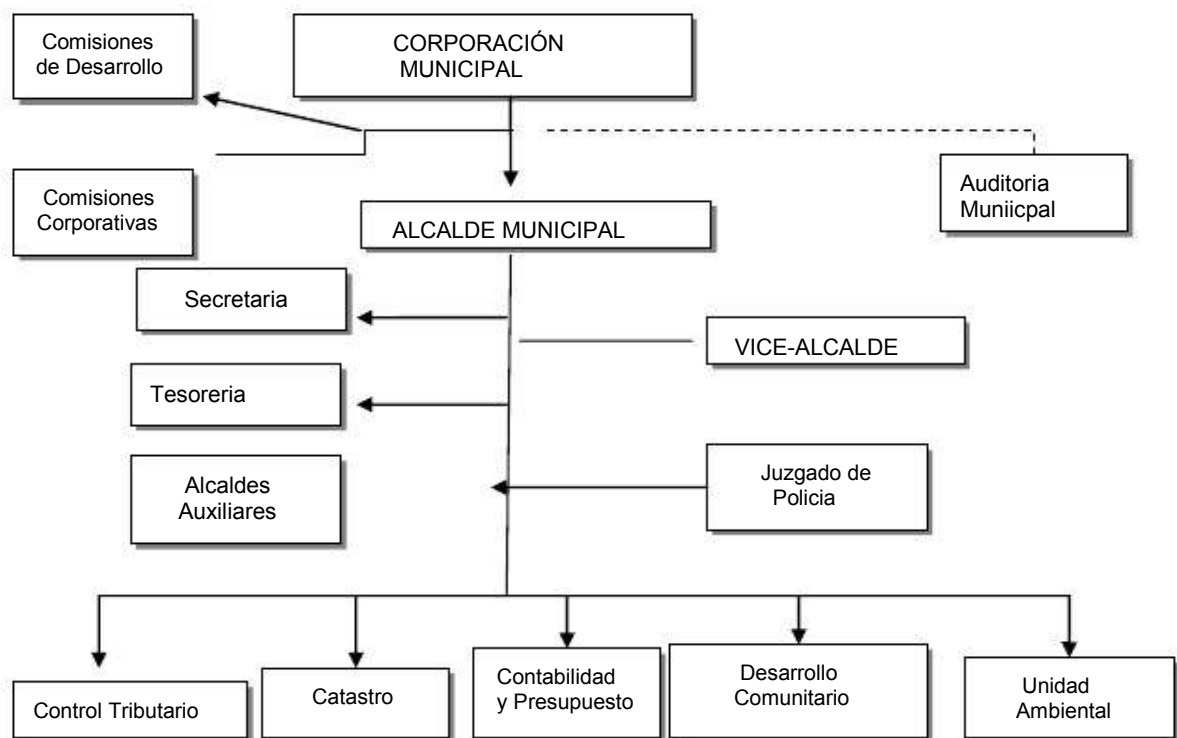 Comisiones
de Desarrollo
CORPORACIÓN
MUNICIPAL
Comisiones
Corporativas
Auditoria
Muniicpal
ALCALDE MUNICIPAL
Secretaria
VICE-ALCALDE
Tesoreria
Alcaldes
Auxiliares
Juzgado de
Policia
Control Tributario
Catastro
Contabilidad
y Presupuesto
Desarrollo
Comunitario
Unidad
Ambiental